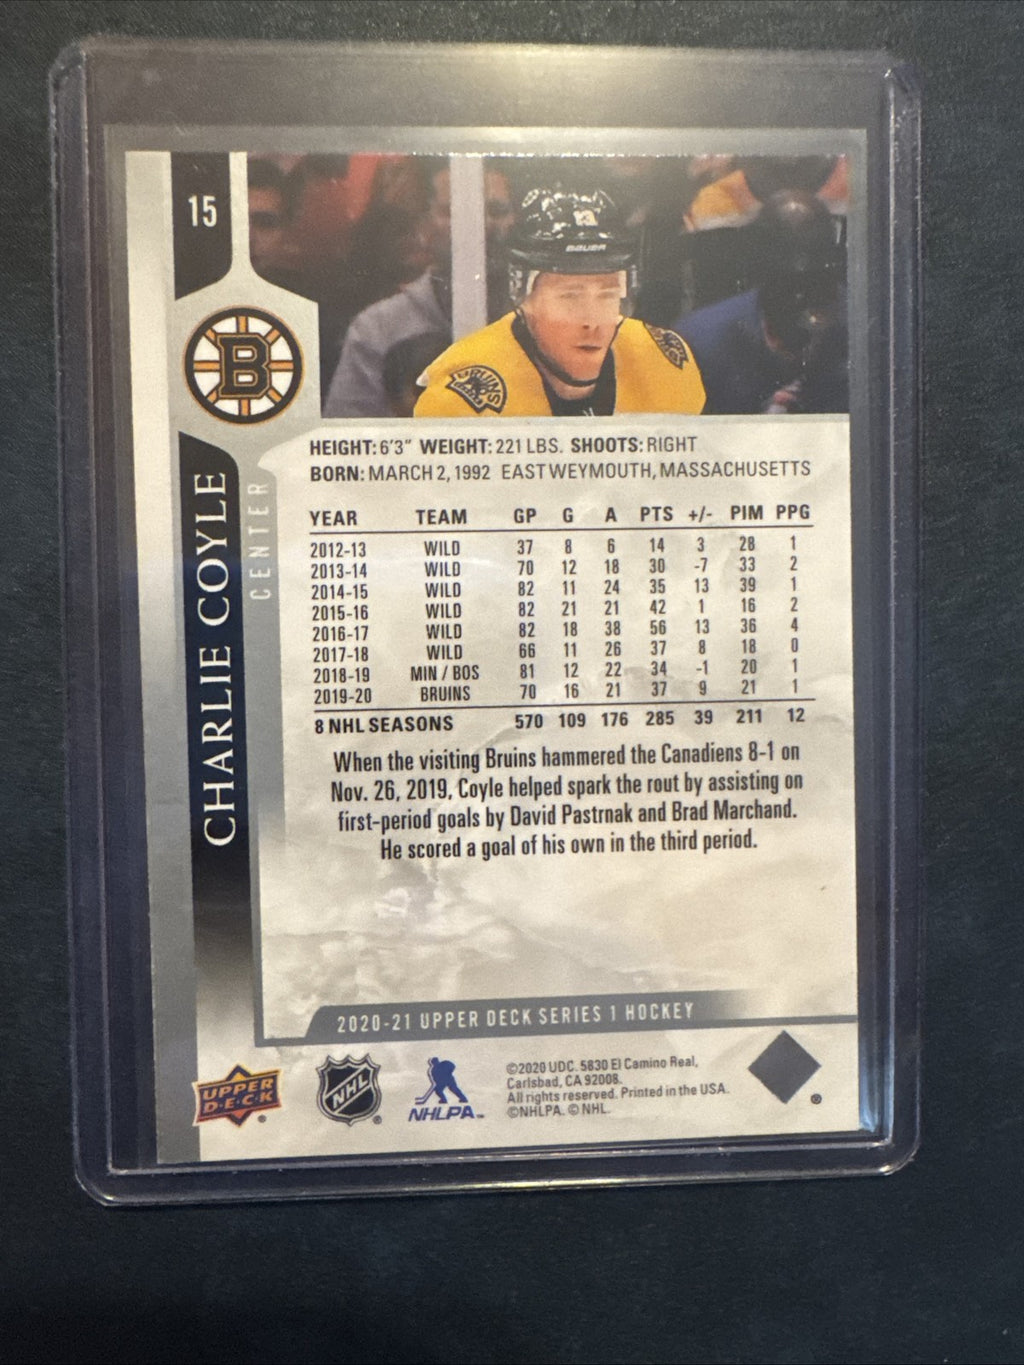 15
13
BAUER
BRUINS
B
HEIGHT: 6'3" WEIGHT: 221 LBS. SHOOTS: RIGHT
BORN: MARCH 2, 1992 EAST WEYMOUTH, MASSACHUSETTS
CHARLIE COYLE
CENTER
YEAR TEAM GP G A PTS +/- PIM PPG
2012-13 WILD 37 8 6 14 3 28 1
2013-14 WILD 70 12 18 30 -7 33 2
2014-15 WILD 82 11 24 35 13 39 1
2015-16 WILD 82 21 21 42 1 16 2
2016-17 WILD 82 18 38 56 13 36 4
2017-18 WILD 66 11 26 37 8 18 0
2018-19 MIN / BOS 81 12 22 34 -1 20 1
2019-20 BRUINS 70 16 21 37 9 21 1
8 NHL SEASONS 570 109 176 285 39 211 12
When the visiting Bruins hammered the Canadiens 8-1 on
Nov. 26, 2019, Coyle helped spark the rout by assisting on
first-period goals by David Pastrnak and Brad Marchand.
He scored a goal of his own in the third period.
2020-21 UPPER DECK SERIES 1 HOCKEY
UPPER
D·E·C·K ®
NHL ®
NHLPA™
©2020 UDC. 5830 El Camino Real,
Carlsbad, CA 92008.
All rights reserved. Printed in the USA.
©NHLPA. © NHL.
®